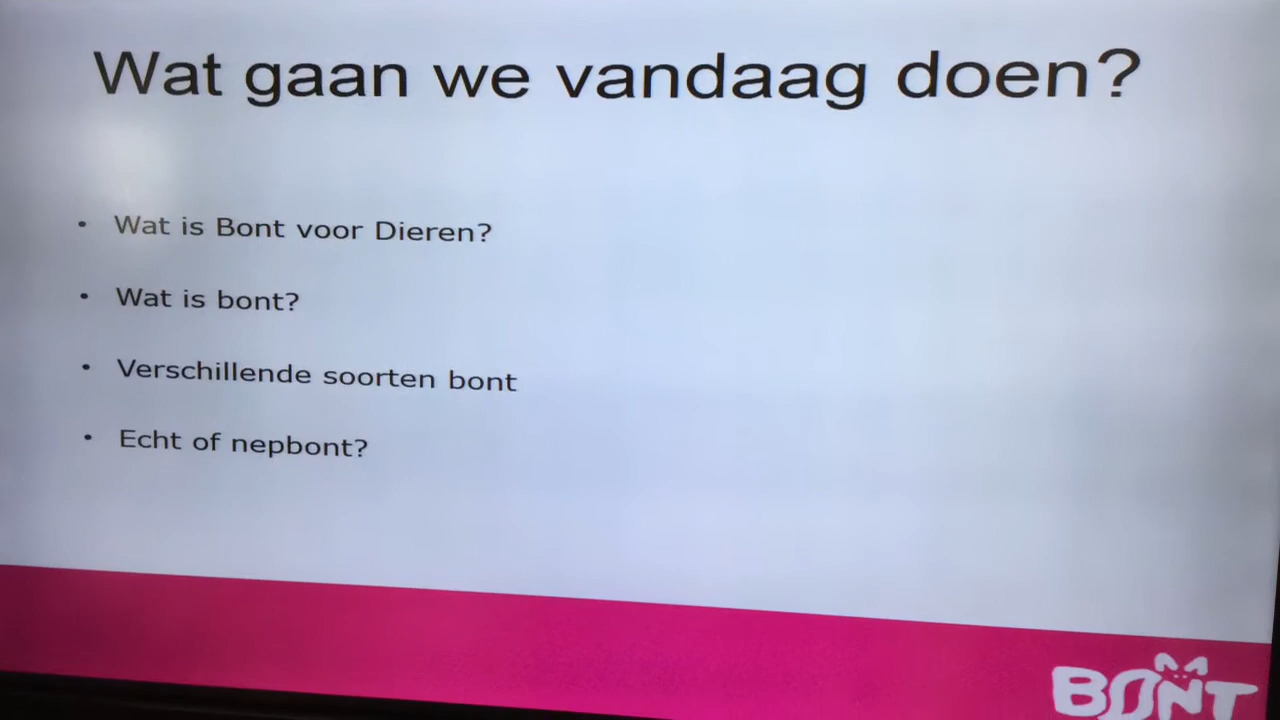 Wat gaan we vandaag doen?
• Wat is Bont voor Dieren?
• Wat is bont?
• Verschillende soorten bont
• Echt of nepbont?
BONT